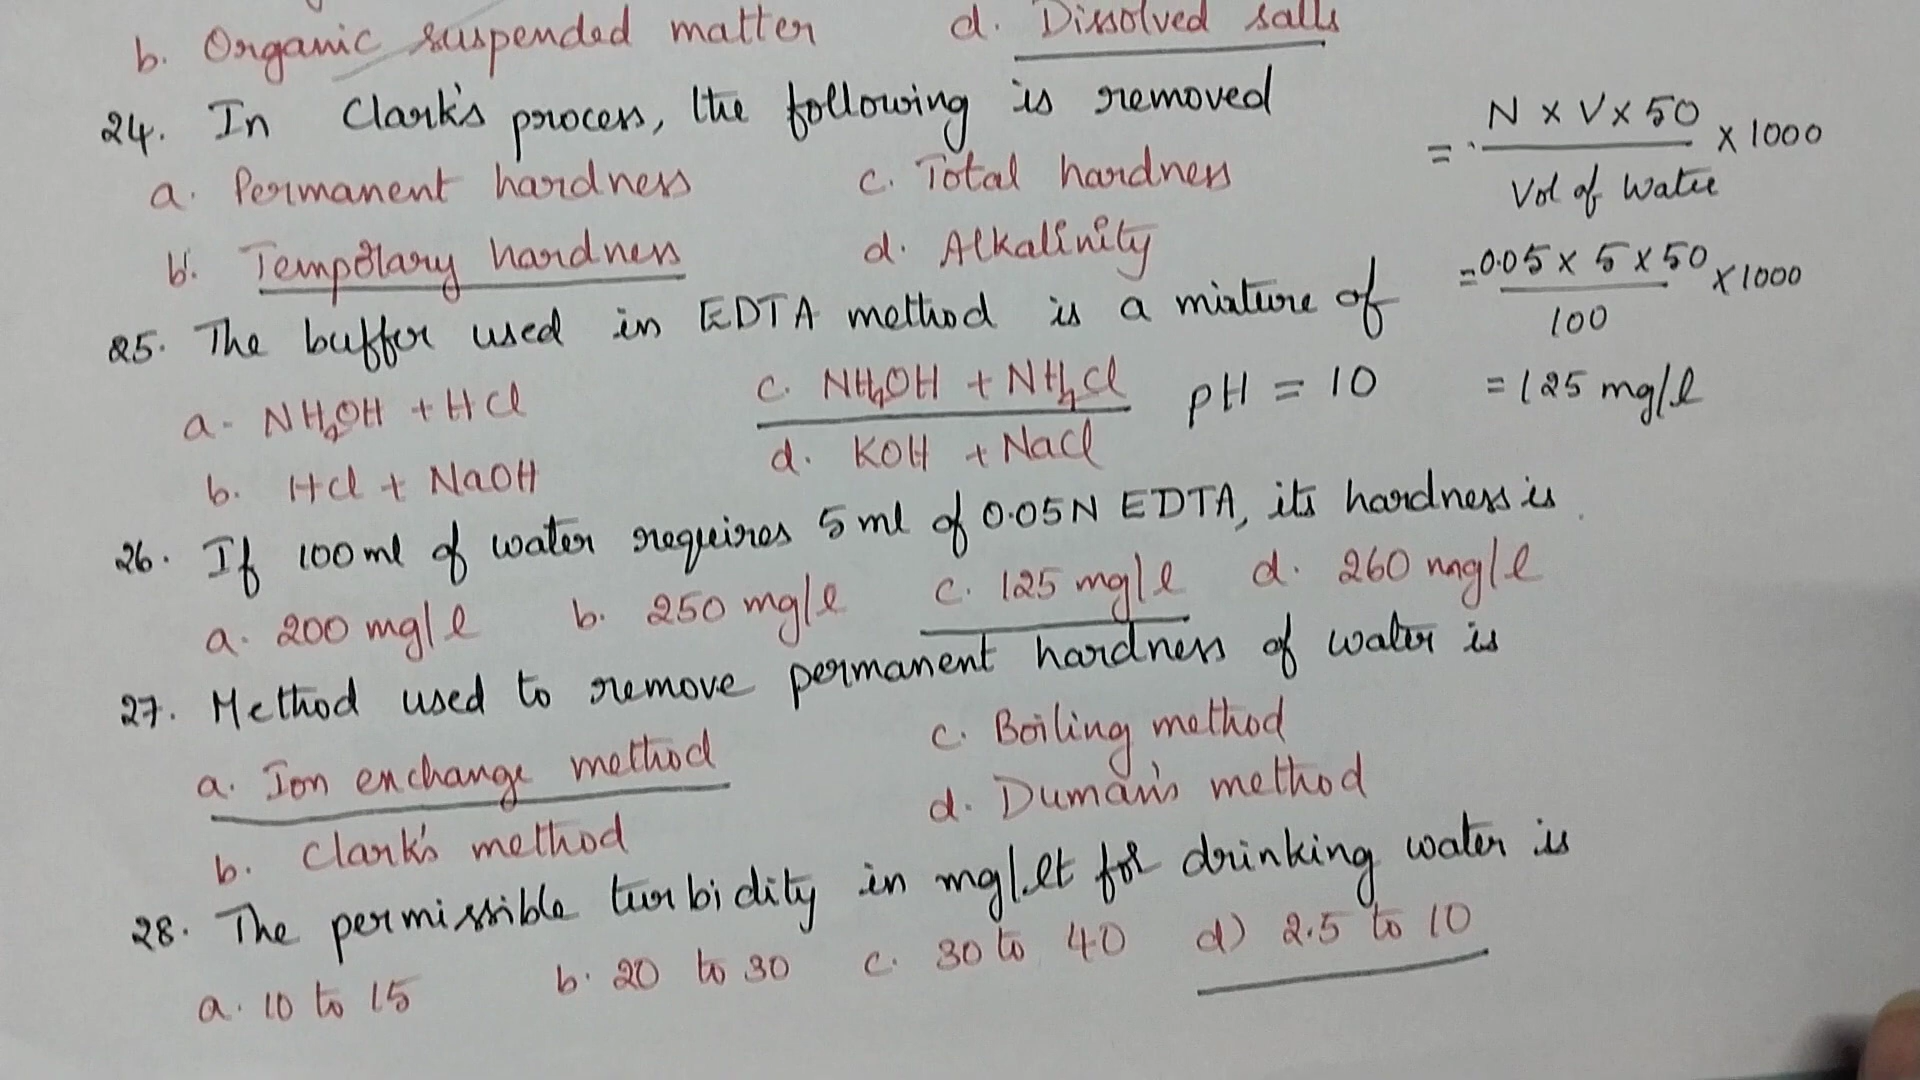 b. Organic suspended matter d. Dissolved salts
24. In Clark's process, the following is removed
a. Permanent hardness c. Total hardness
b. Temporary hardness d. Alkalinity
25. The buffer used in EDTA method is a mixture of
a. NH4OH + HCl c. NH4OH + NH4Cl pH = 10
b. HCl + NaOH d. KOH + NaCl
26. If 100 ml of water requires 5 ml of 0.05N EDTA, its hardness is
a. 200 mg/l b. 250 mg/l c. 125 mg/l d. 260 mg/l
27. Method used to remove permanent hardness of water is
a. Ion exchange method c. Boiling method
b. Clark's method d. Dumān's method
28. The permissible turbidity in mg/.lt for drinking water is
a. 10 to 15 b. 20 to 30 c. 30 to 40 d) 2.5 to 10
= N x V x 50 x 1000
Vol of Water
= 0.05 x 5 x 50 x 1000
100
= 125 mg/l